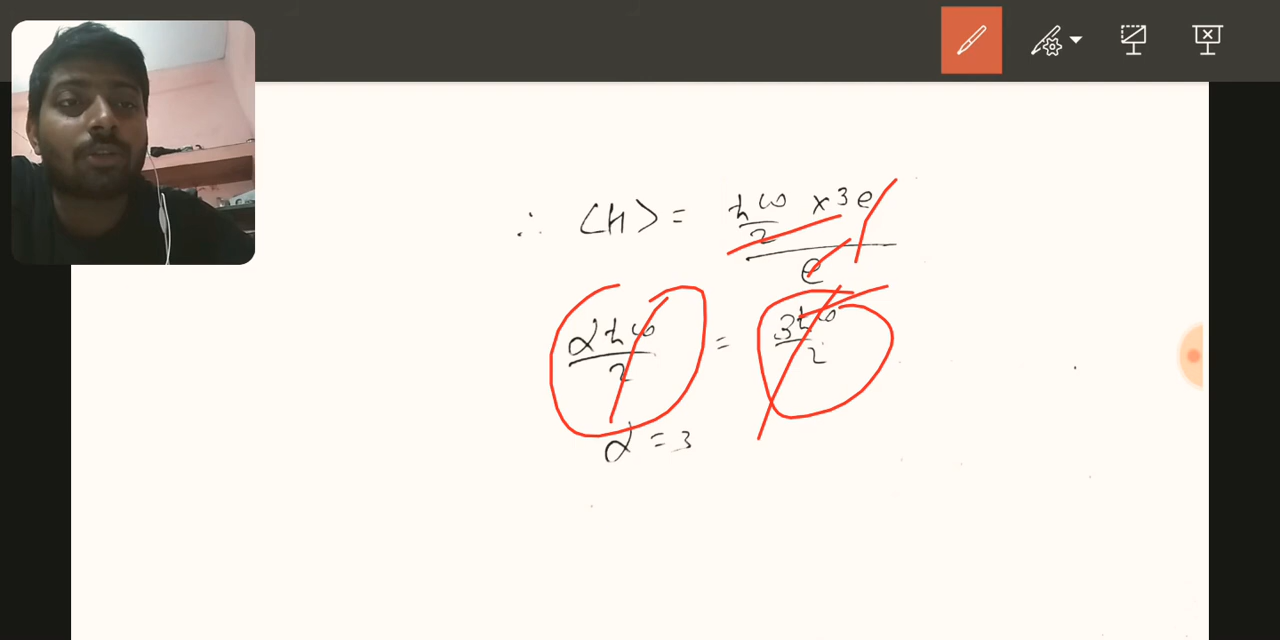 ∴ ⟨H⟩ = (ħω/2 × 3e)/e
αħω/2 = 3ħω/2
α = 3